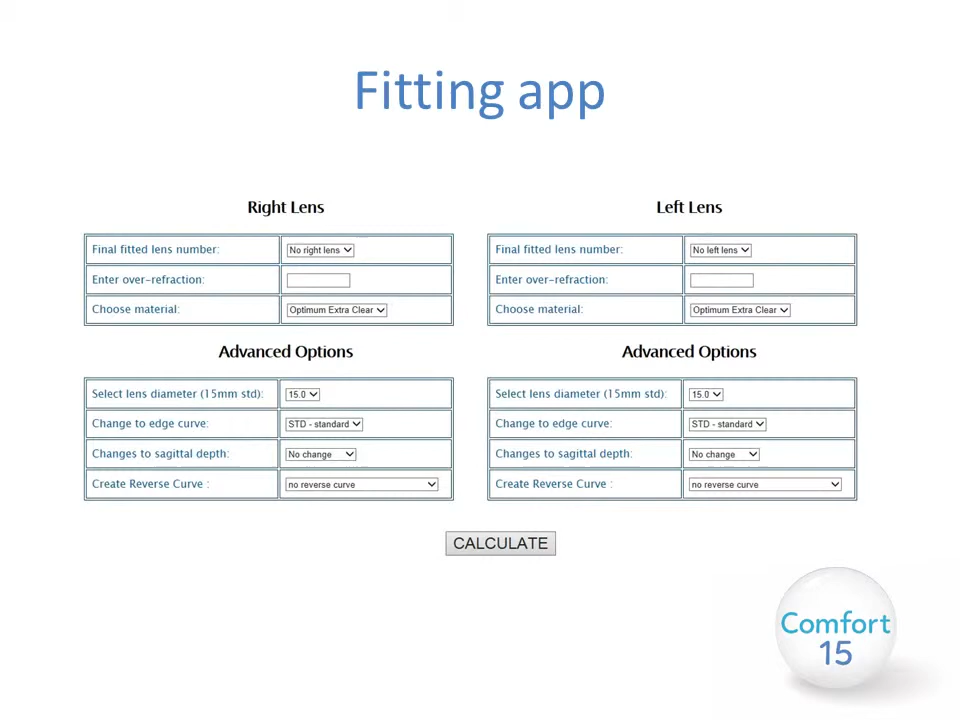 Fitting app
Right Lens
Final fitted lens number: No right lens
Enter over-refraction:
Choose material: Optimum Extra Clear
Advanced Options
Select lens diameter (15mm std): 15.0
Change to edge curve: STD - standard
Changes to sagittal depth: No change
Create Reverse Curve : no reverse curve
Left Lens
Final fitted lens number: No left lens
Enter over-refraction:
Choose material: Optimum Extra Clear
Advanced Options
Select lens diameter (15mm std): 15.0
Change to edge curve: STD - standard
Changes to sagittal depth: No change
Create Reverse Curve : no reverse curve
CALCULATE
Comfort
15